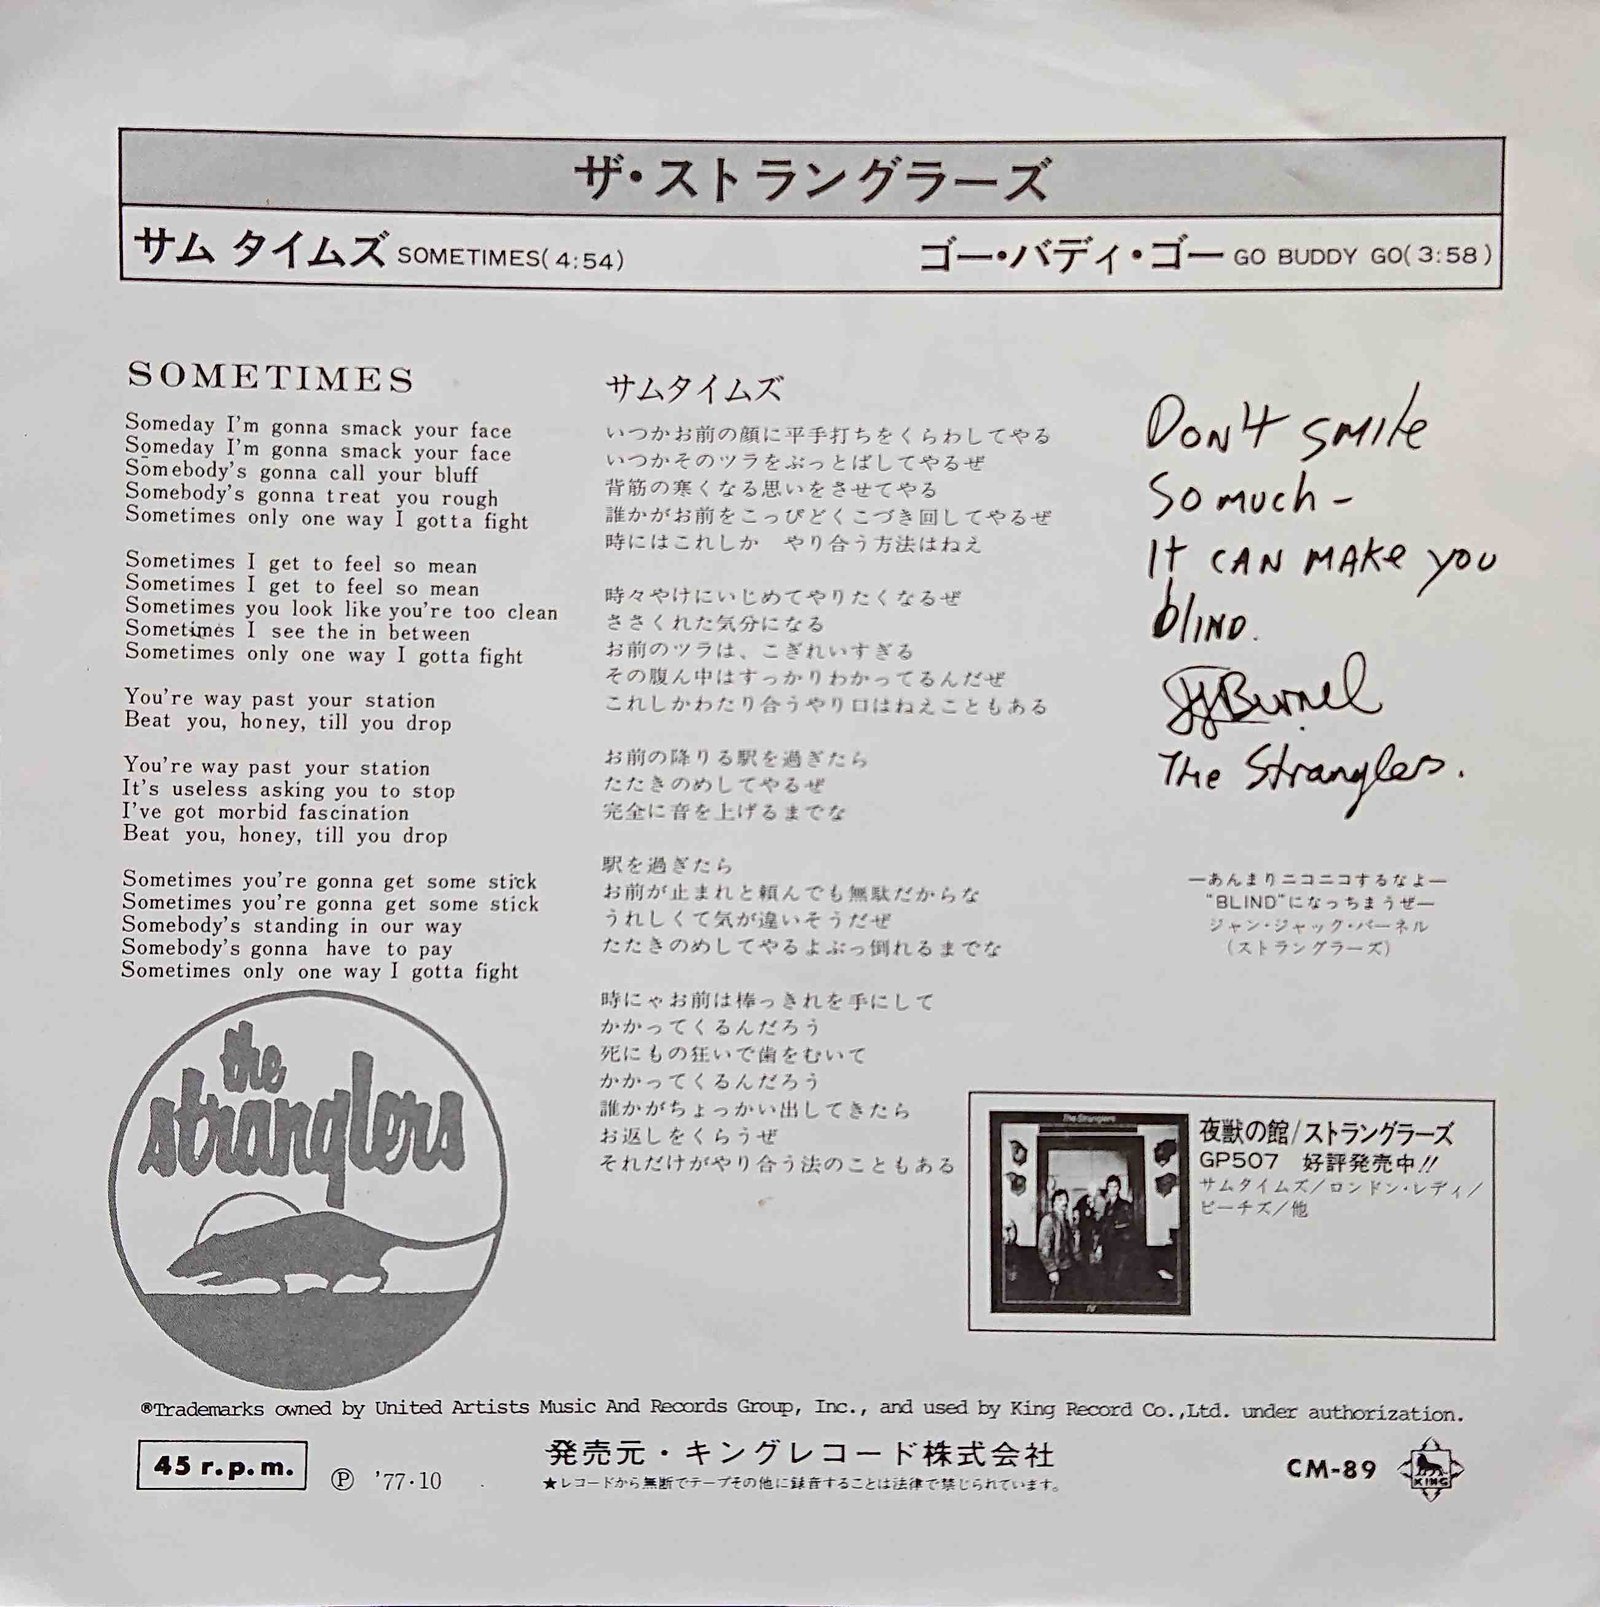 ザ・ストラングラーズ
サム タイムズ SOMETIMES(4:54)
ゴー・バディ・ゴー GO BUDDY GO(3:58)
SOMETIMES
Someday I'm gonna smack your face
Someday I'm gonna smack your face
Somebody's gonna call your bluff
Somebody's gonna treat you rough
Sometimes only one way I gotta fight
Sometimes I get to feel so mean
Sometimes I get to feel so mean
Sometimes you look like you're too clean
Sometimes I see the in between
Sometimes only one way I gotta fight
You're way past your station
Beat you, honey, till you drop
You're way past your station
It's useless asking you to stop
I've got morbid fascination
Beat you, honey, till you drop
Sometimes you're gonna get some stick
Sometimes you're gonna get some stick
Somebody's standing in our way
Somebody's gonna have to pay
Sometimes only one way I gotta fight
the
stranglers
サムタイムズ
いつかお前の顔に平手打ちをくらわしてやる
いつかそのツラをぶっとばしてやるぜ
背筋の寒くなる思いをさせてやる
誰かがお前をこっぴどくこづき回してやるぜ
時にはこれしか やり合う方法はねえ
時々やけにいじめてやりたくなるぜ
ささくれた気分になる
お前のツラは、こぎれいすぎる
その腹ん中はすっかりわかってるんだぜ
これしかわたり合うやり口はねえこともある
お前の降りる駅を過ぎたら
たたきのめしてやるぜ
完全に音を上げるまでな
駅を過ぎたら
お前が止まれと頼んでも無駄だからな
うれしくて気が違いそうだぜ
たたきのめしてやるよぶっ倒れるまでな
時にゃお前は棒っきれを手にして
かかってくるんだろう
死にもの狂いで歯をむいて
かかってくるんだろう
誰かがちょっかい出してきたら
お返しをくらうぜ
それだけがやり合う法のこともある
Don't smile
so much –
It can make you
blind.
JJBurnel
The Stranglers.
―あんまりニコニコするなよ―
"BLIND"になっちまうぜ―
ジャン・ジャック・バーネル
(ストラングラーズ)
The Stranglers
IV
夜獣の館/ストラングラーズ
GP507 好評発売中!!
サムタイムズ/ロンドン・レディ/
ピーチズ/他
®Trademarks owned by United Artists Music And Records Group, Inc., and used by King Record Co.,Ltd. under authorization.
45 r.p.m.
Ⓟ '77・10
発売元・キングレコード株式会社
★レコードから無断でテープその他に録音することは法律で禁じられています。
CM-89
KING